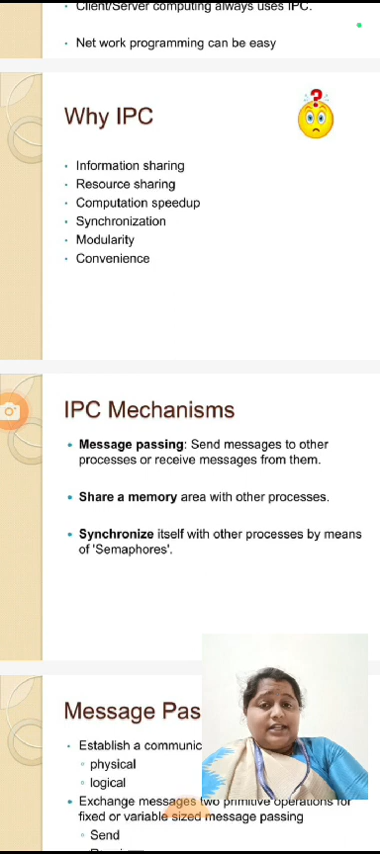 Client/Server computing always uses IPC.
Net work programming can be easy
Why IPC
?
Information sharing
Resource sharing
Computation speedup
Synchronization
Modularity
Convenience
IPC Mechanisms
Message passing: Send messages to other
processes or receive messages from them.
Share a memory area with other processes.
Synchronize itself with other processes by means
of 'Semaphores'.
Message Pas
Establish a communic
physical
logical
Exchange messages two primitive operations for
fixed or variable sized message passing
Send